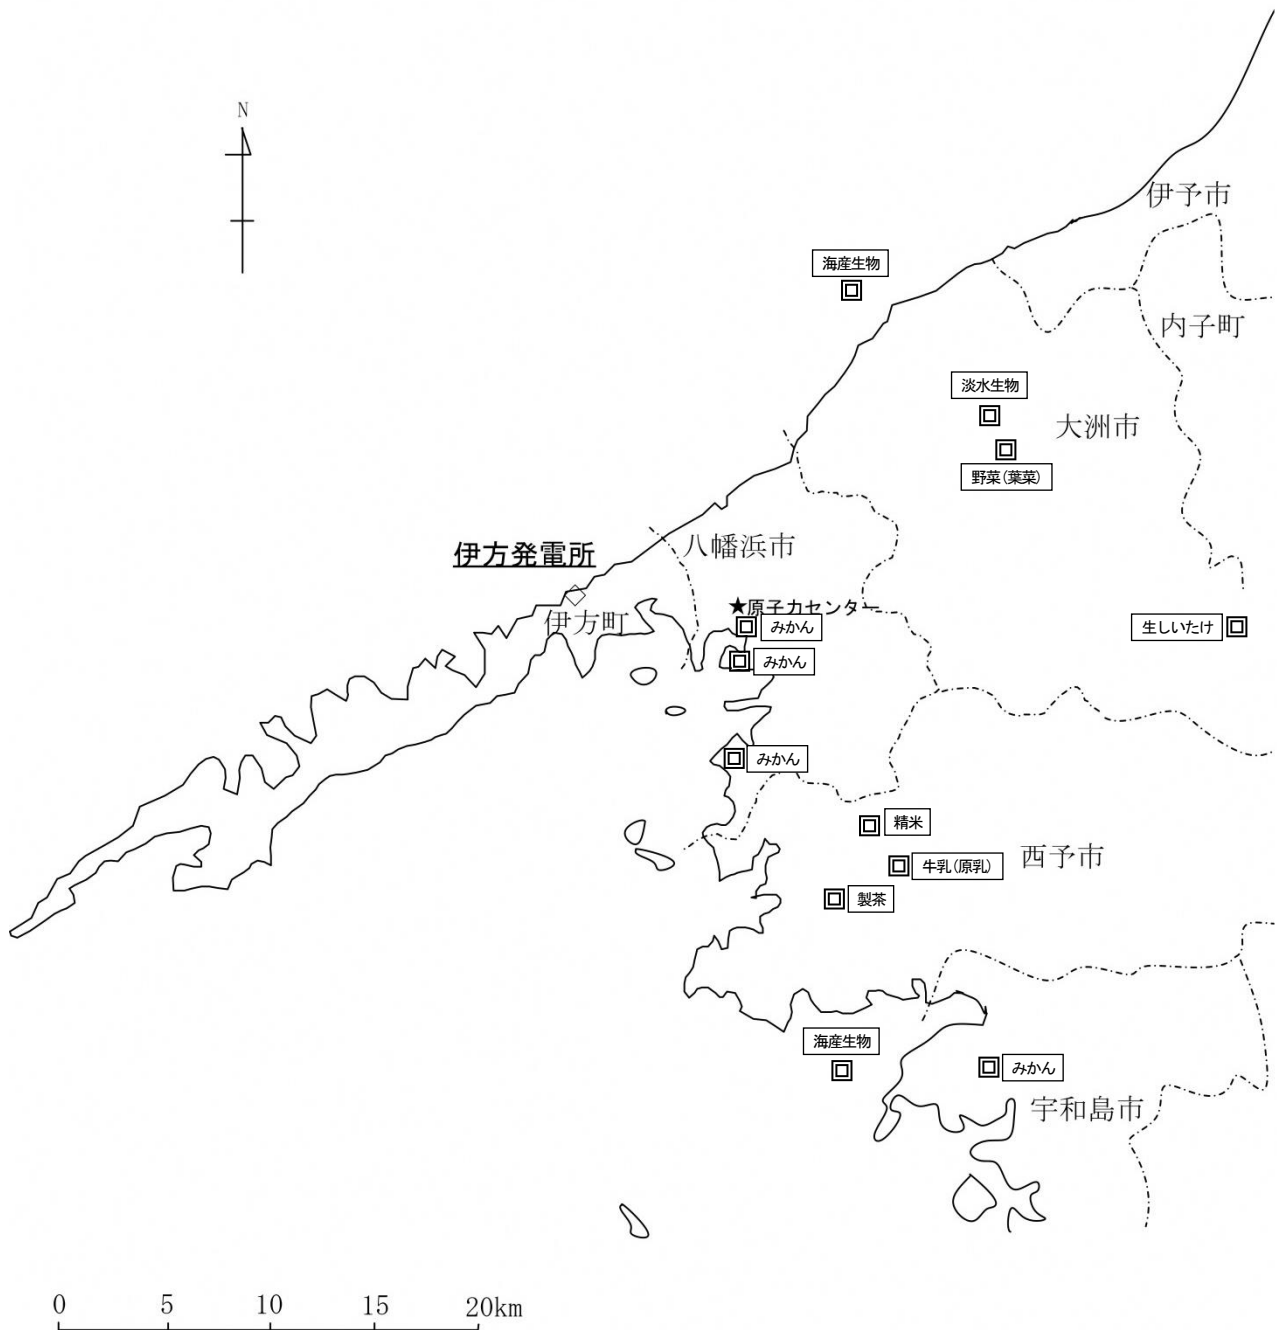 N
伊予市
海産生物
内子町
淡水生物
大洲市
野菜(葉菜)
八幡浜市
伊方発電所
★原子力センター
伊方町
みかん
生しいたけ
みかん
みかん
精米
西予市
牛乳(原乳)
製茶
海産生物
みかん
宇和島市
0 5 10 15 20km